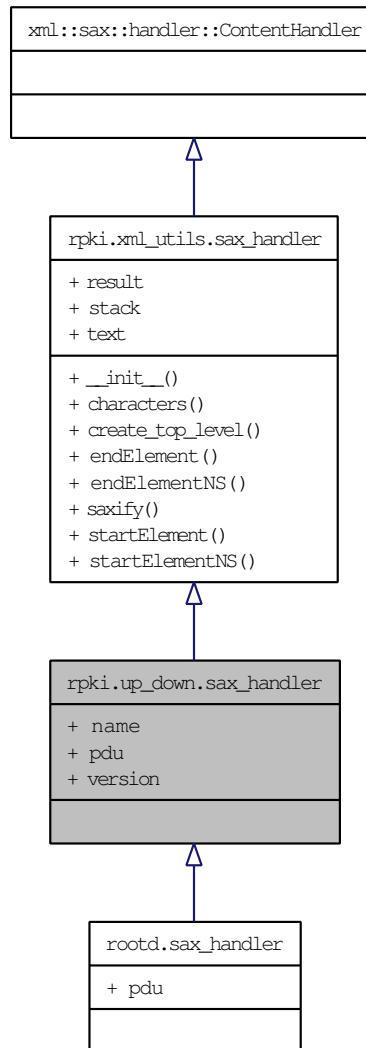 xml::sax::handler::ContentHandler
rpki.xml_utils.sax_handler
+ result
+ stack
+ text
+ __init__()
+ characters()
+ create_top_level()
+ endElement()
+ endElementNS()
+ saxify()
+ startElement()
+ startElementNS()
rpki.up_down.sax_handler
+ name
+ pdu
+ version
rootd.sax_handler
+ pdu